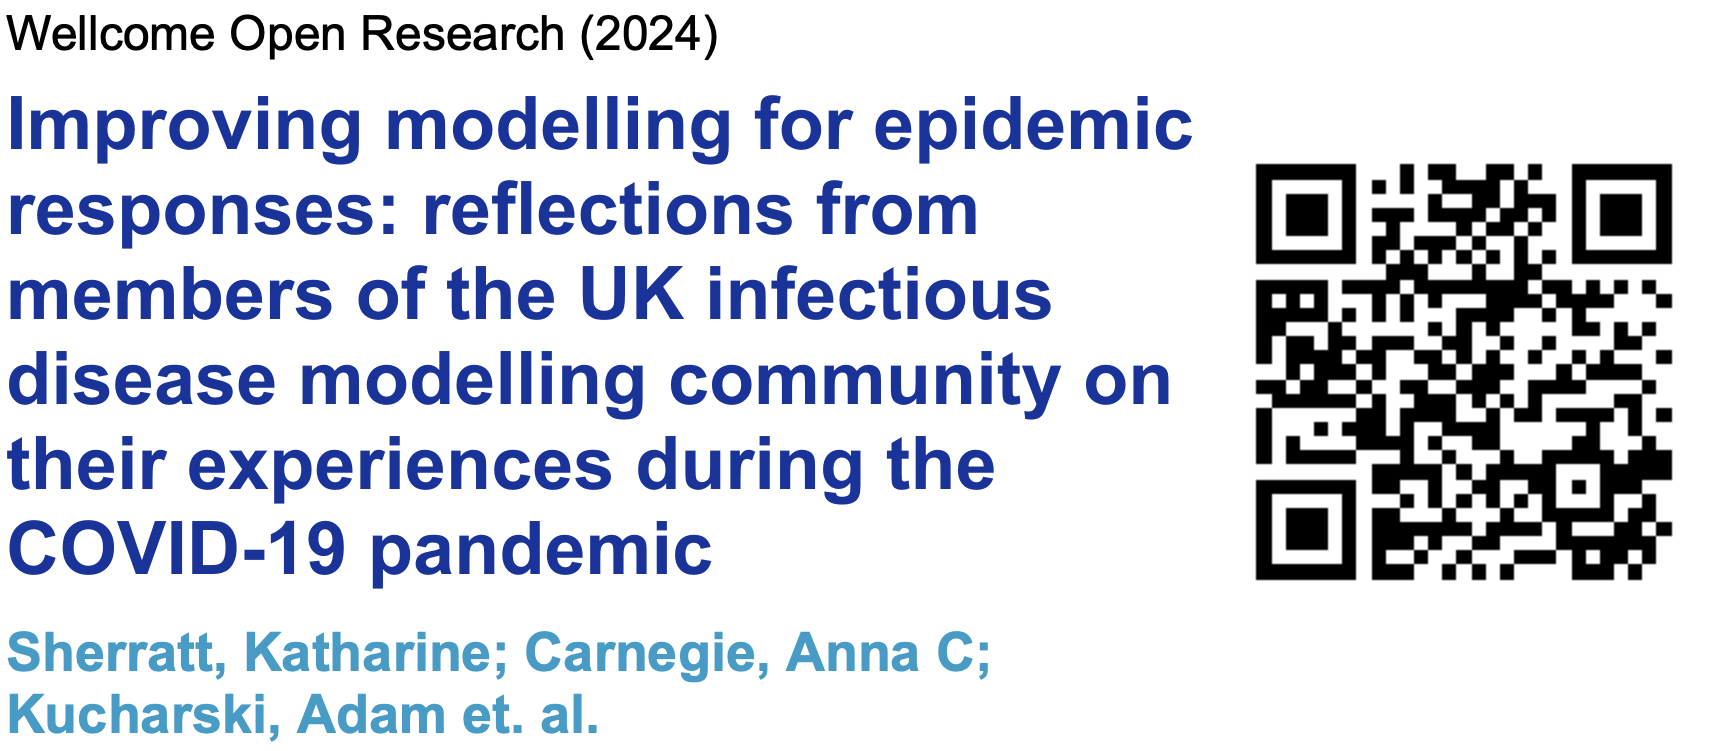 Wellcome Open Research (2024)
Improving modelling for epidemic
responses: reflections from
members of the UK infectious
disease modelling community on
their experiences during the
COVID-19 pandemic
Sherratt, Katharine; Carnegie, Anna C;
Kucharski, Adam et. al.